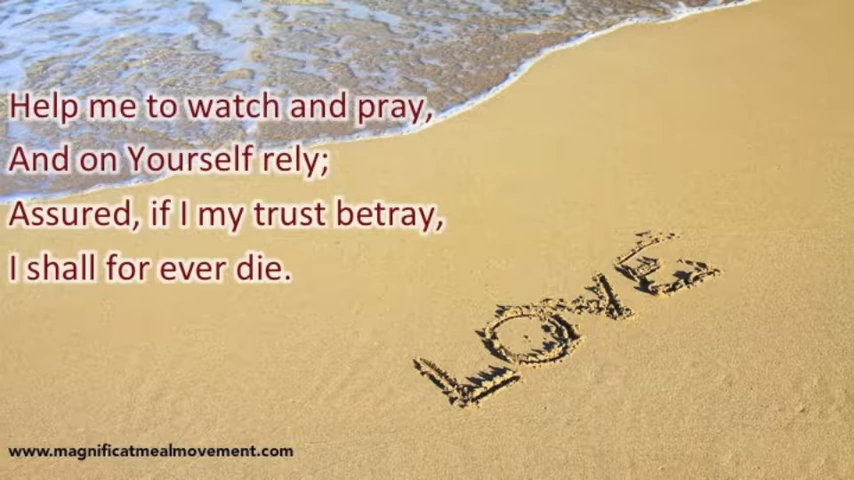 Help me to watch and pray,
And on Yourself rely;
Assured, if I my trust betray,
I shall for ever die.
LOVE
www.magnificatmealmovement.com